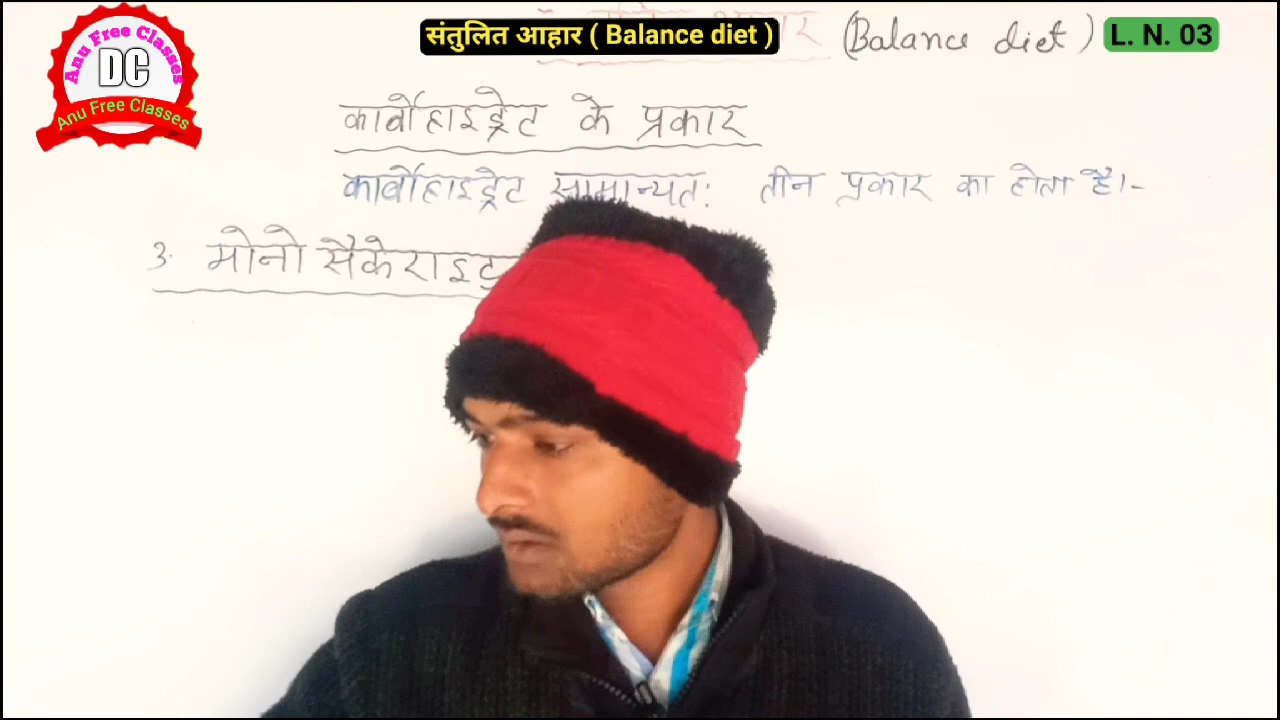 Anu Free Classes
DC
Anu Free Classes
संतुलित आहार ( Balance diet )
(Balance diet)
L. N. 03
कार्बोहाइड्रेट के प्रकार
कार्बोहाइड्रेट सामान्यतः तीन प्रकार का होता है।-
3. मोनो सैकेराइट